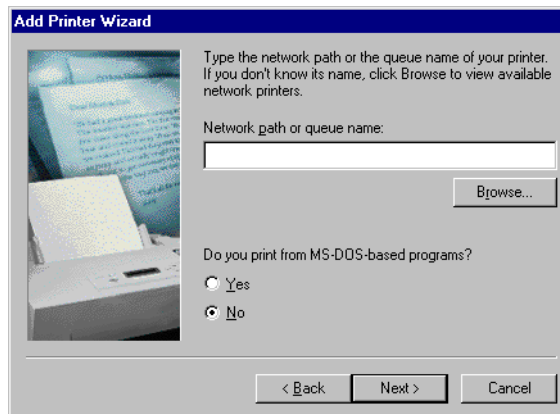 Add Printer Wizard
Type the network path or the queue name of your printer.
If you don't know its name, click Browse to view available
network printers.
Network path or queue name:
Browse...
Do you print from MS-DOS-based programs?
Yes
No
< Back
Next >
Cancel